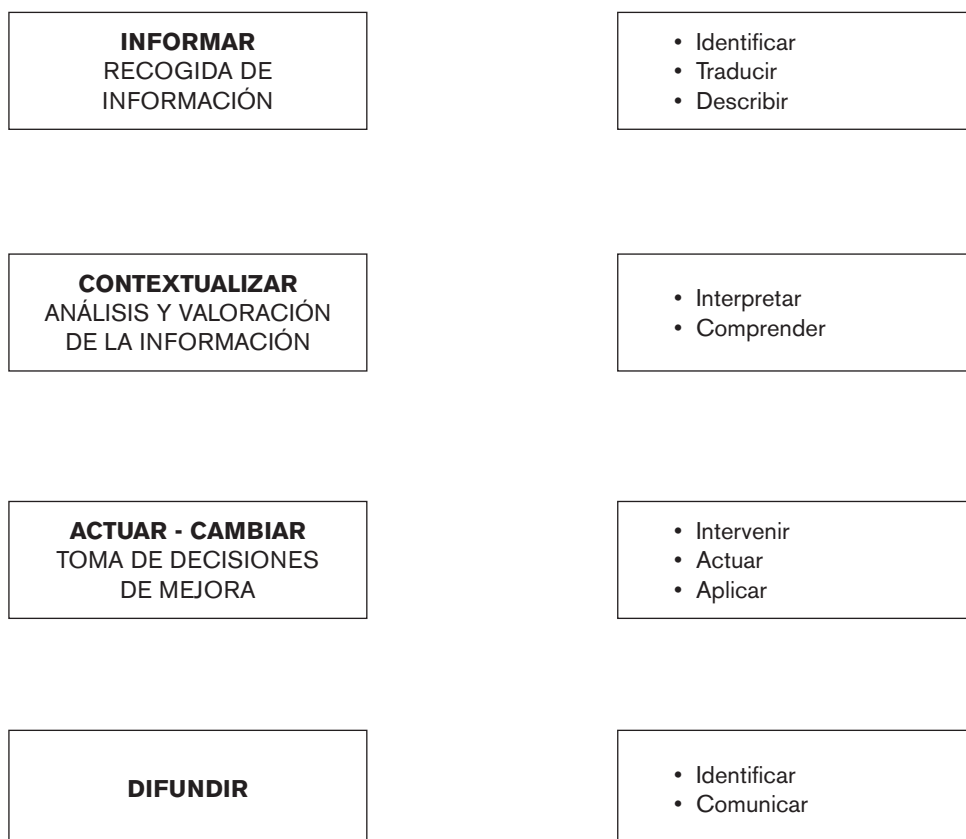 INFORMAR
RECOGIDA DE
INFORMACIÓN
• Identificar
• Traducir
• Describir
CONTEXTUALIZAR
ANÁLISIS Y VALORACIÓN
DE LA INFORMACIÓN
• Interpretar
• Comprender
ACTUAR - CAMBIAR
TOMA DE DECISIONES
DE MEJORA
• Intervenir
• Actuar
• Aplicar
DIFUNDIR
• Identificar
• Comunicar